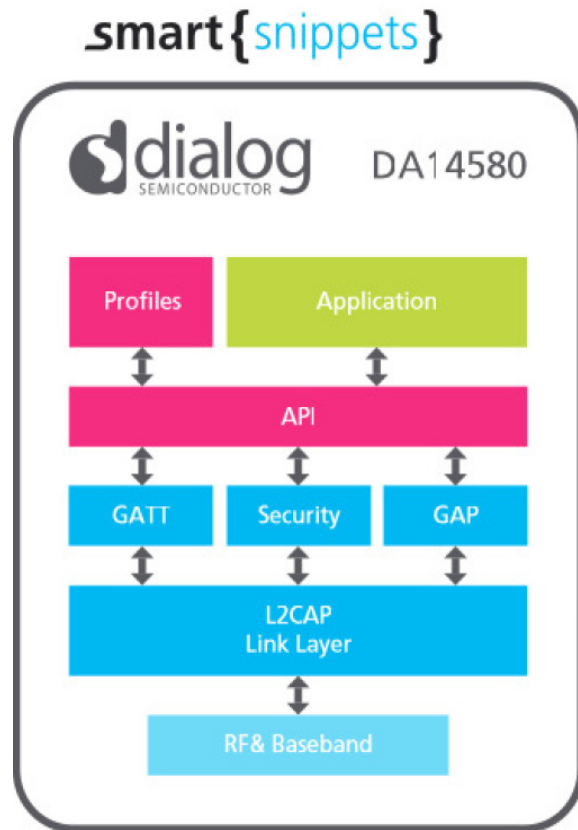 smart{snippets}
dialog DA14580
SEMICONDUCTOR
Profiles Application
API
GATT Security GAP
L2CAP
Link Layer
RF& Baseband